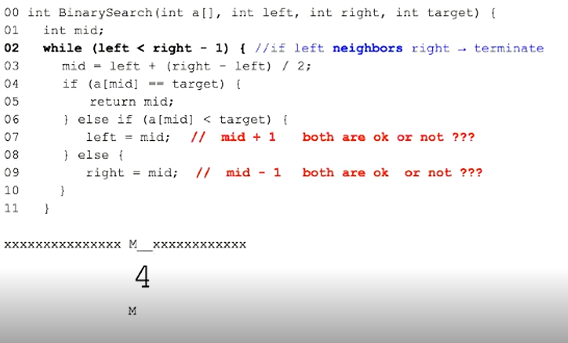 00 int BinarySearch(int a[], int left, int right, int target) {
01 int mid;
02 while (left < right - 1) { //if left neighbors right → terminate
03 mid = left + (right - left) / 2;
04 if (a[mid] == target) {
05 return mid;
06 } else if (a[mid] < target) {
07 left = mid; // mid + 1 both are ok or not ???
08 } else {
09 right = mid; // mid - 1 both are ok or not ???
10 }
11 }
xxxxxxxxxxxxxxx M__xxxxxxxxxxxx
4
M